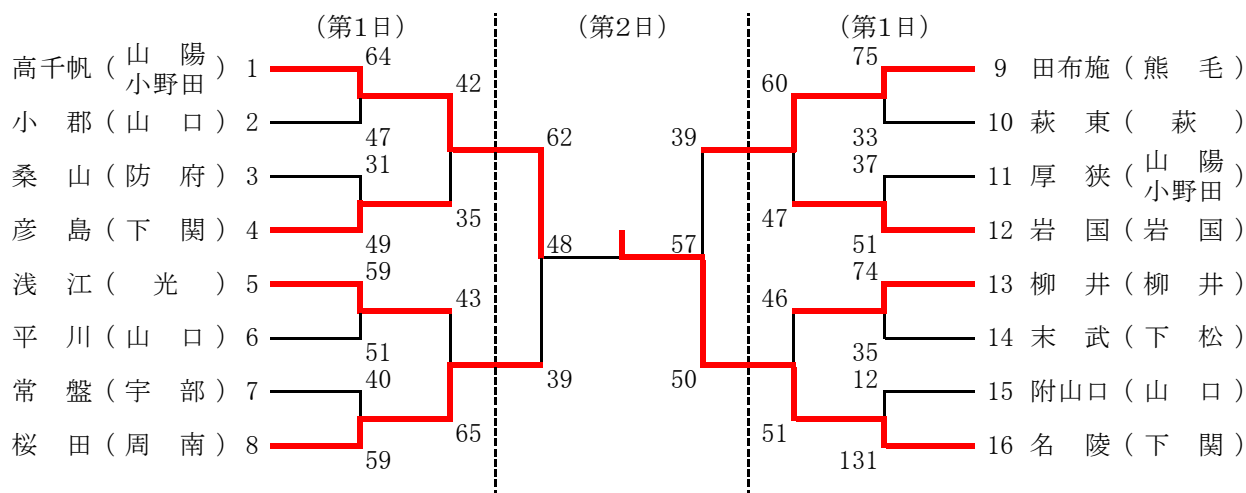 (第1日) (第2日) (第1日)
高千帆 ( 山 陽 小野田 ) 1 64 42 60 75 9 田布施 ( 熊 毛 )
小 郡 ( 山 口 ) 2 47 62 39 33 10 萩 東 ( 萩 )
桑 山 ( 防 府 ) 3 31 37 11 厚 狭 ( 山 陽 小野田 )
彦 島 ( 下 関 ) 4 49 35 48 57 47 51 12 岩 国 ( 岩 国 )
浅 江 ( 光 ) 5 59 43 46 74 13 柳 井 ( 柳 井 )
平 川 ( 山 口 ) 6 51 35 14 末 武 ( 下 松 )
常 盤 ( 宇 部 ) 7 40 39 50 12 15 附山口 ( 山 口 )
桜 田 ( 周 南 ) 8 59 65 51 131 16 名 陵 ( 下 関 )